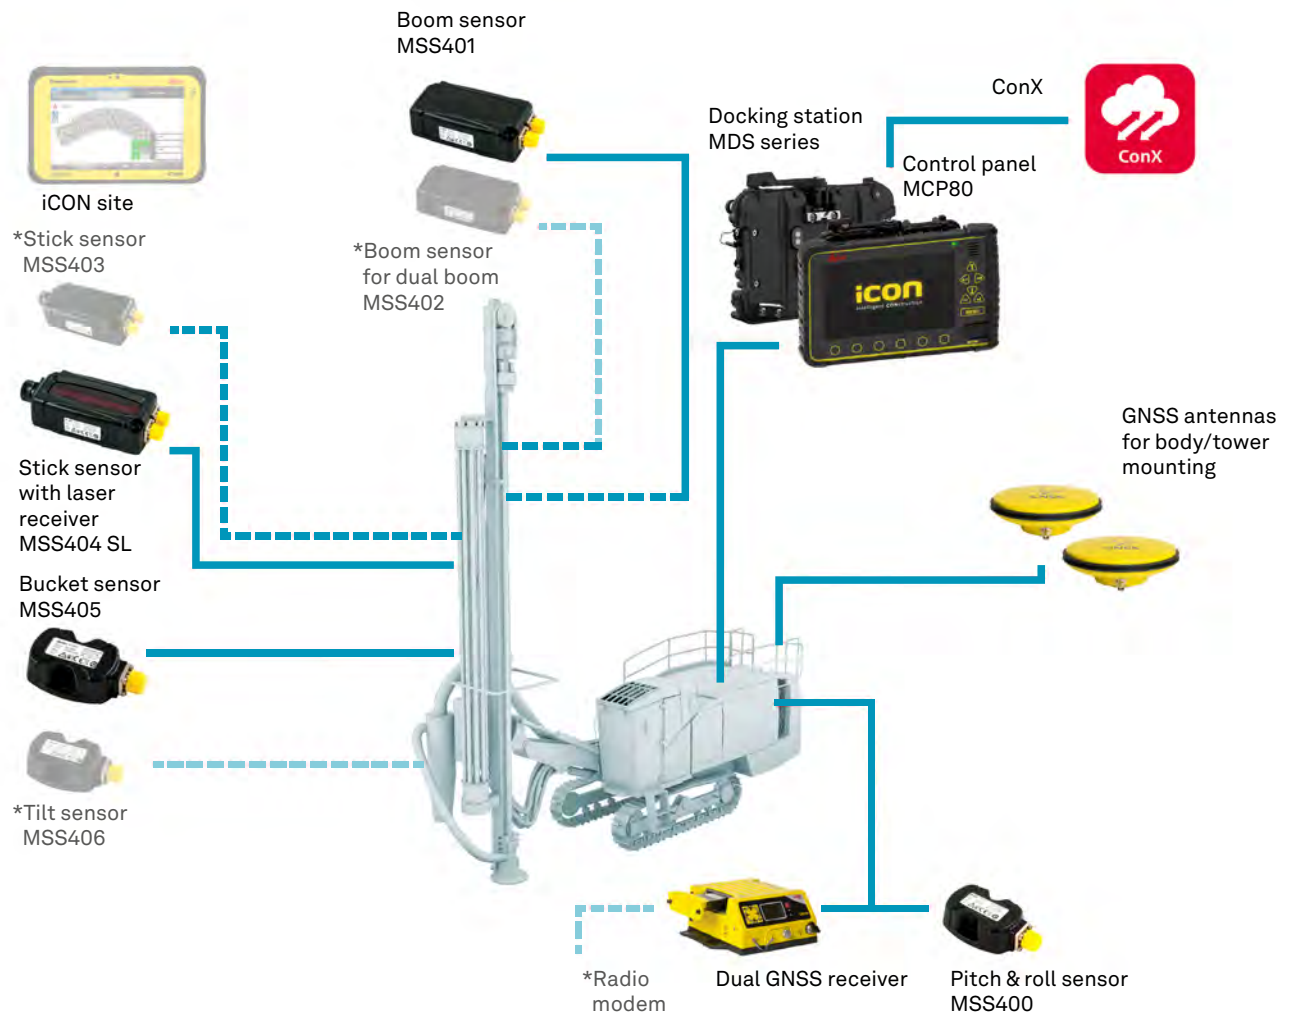 Boom sensor
MSS401
ConX
ConX
Docking station
MDS series
Control panel
MCP80
iCON
iCON site
*Stick sensor
MSS403
*Boom sensor
for dual boom
MSS402
GNSS antennas
for body/tower
mounting
Stick sensor
with laser
receiver
MSS404 SL
Bucket sensor
MSS405
*Tilt sensor
MSS406
*Radio
modem
Dual GNSS receiver
Pitch & roll sensor
MSS400